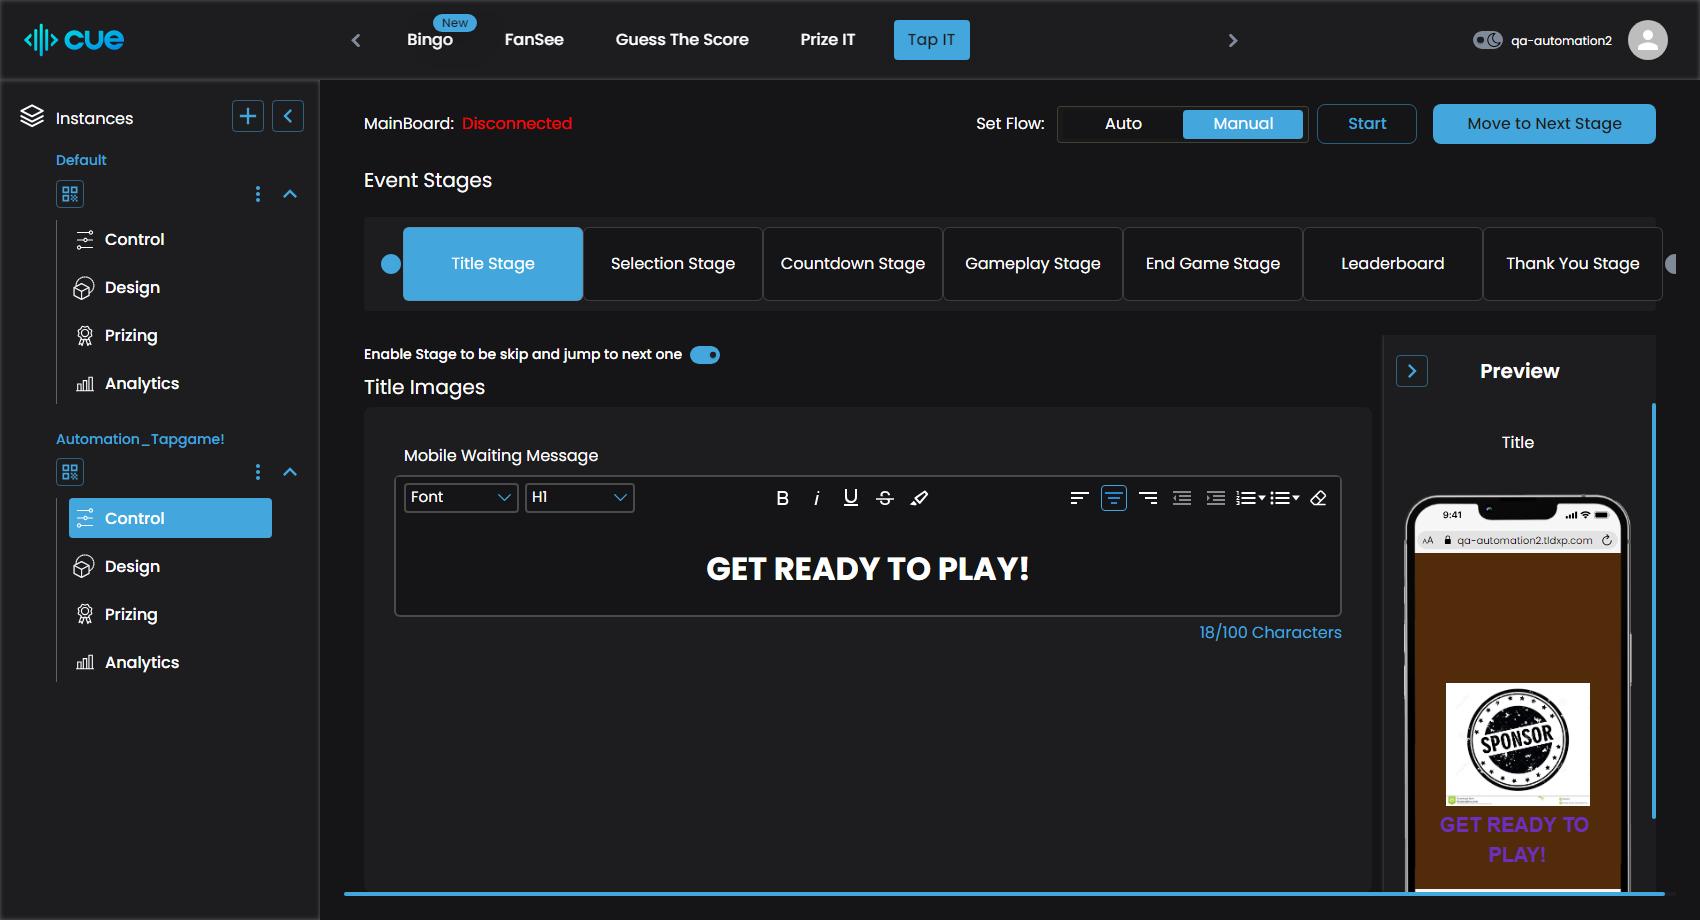 cue
New
Bingo
FanSee
Guess The Score
Prize IT
Tap IT
qa-automation2
Instances
Default
Control
Design
Prizing
Analytics
Automation_Tapgame!
Control
Design
Prizing
Analytics
MainBoard: Disconnected
Set Flow:
Auto
Manual
Start
Move to Next Stage
Event Stages
Title Stage
Selection Stage
Countdown Stage
Gameplay Stage
End Game Stage
Leaderboard
Thank You Stage
Enable Stage to be skip and jump to next one
Title Images
Mobile Waiting Message
Font
H1
B
i
U
S
GET READY TO PLAY!
18/100 Characters
Preview
Title
9:41
AA
qa-automation2.tldxp.com
SPONSOR
GET READY TO
PLAY!